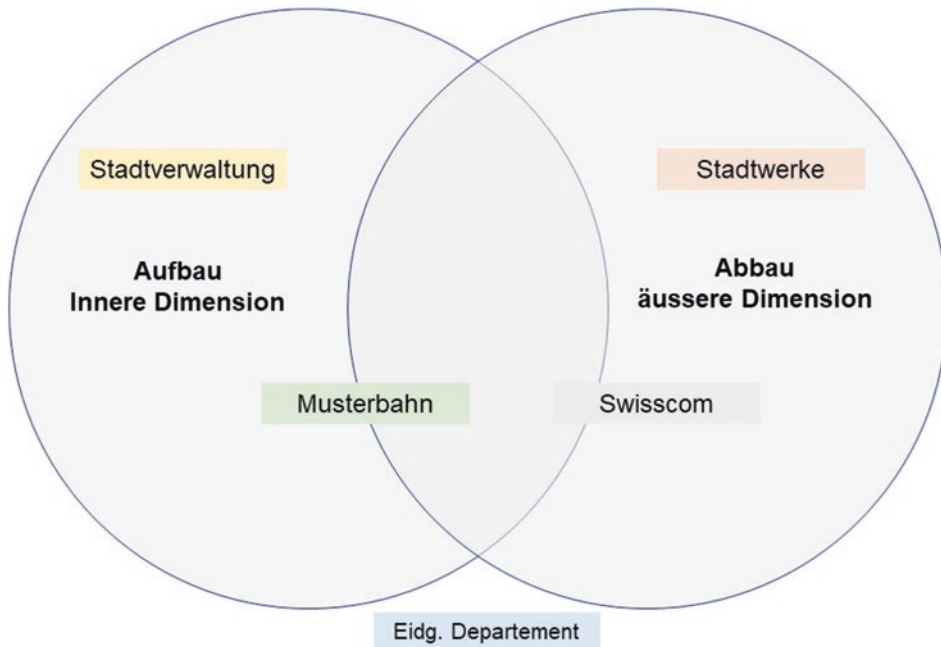 Stadtverwaltung
Stadtwerke
Aufbau
Innere Dimension
Abbau
äussere Dimension
Musterbahn
Swisscom
Eidg. Departement